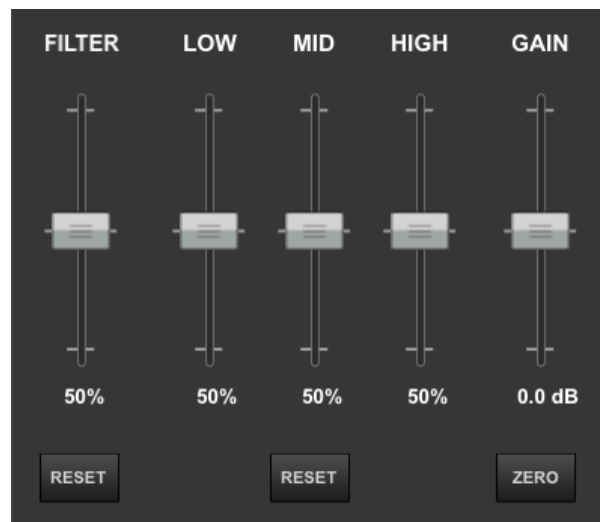 FILTER LOW MID HIGH GAIN
50% 50% 50% 50% 0.0 dB
RESET RESET ZERO